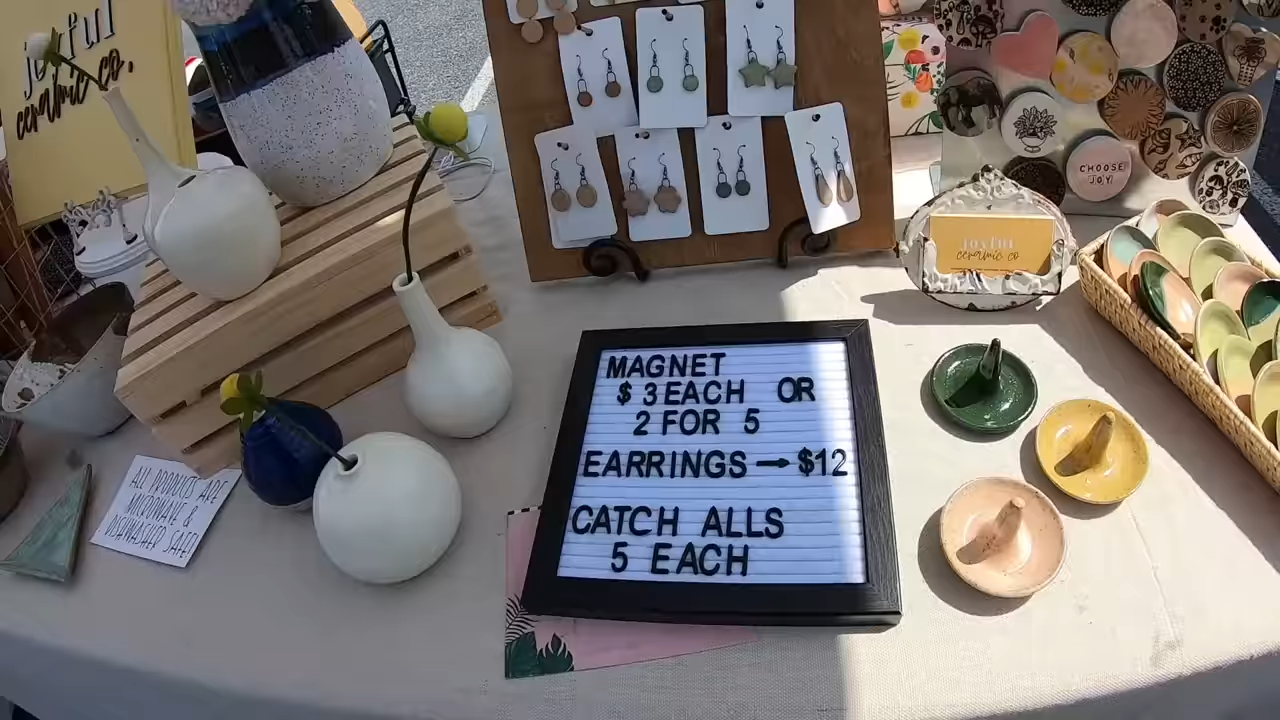 joyful
ceramic co.
CHOOSE
JOY!
joyful
ceramic co
MAGNET
$ 3 EACH OR
2 FOR 5
EARRINGS → $12
CATCH ALLS
5 EACH
ALL PRODUCTS ARE
MICROWAVE &
DISHWASHER SAFE!